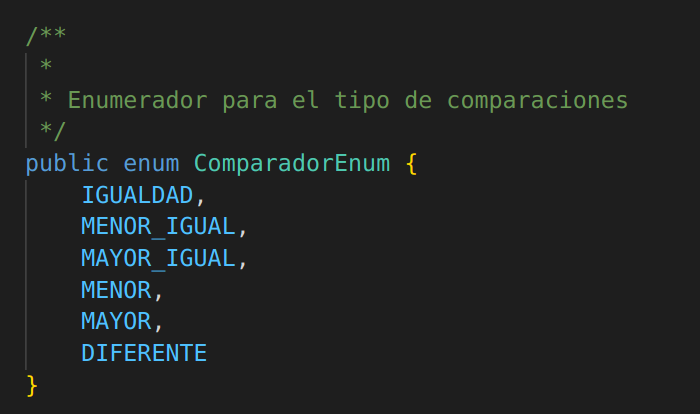 /**
 *
 * Enumerador para el tipo de comparaciones
 */
public enum ComparadorEnum {
    IGUALDAD,
    MENOR_IGUAL,
    MAYOR_IGUAL,
    MENOR,
    MAYOR,
    DIFERENTE
}